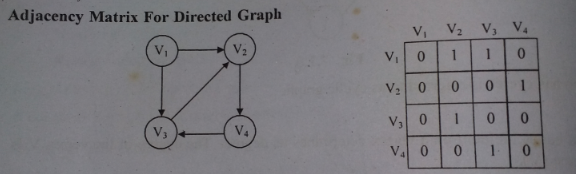 Adjacency Matrix For Directed Graph
V₁ V₂
V₃ V₄
V₁ V₂ V₃ V₄
V₁ 0 1 1 0
V₂ 0 0 0 1
V₃ 0 1 0 0
V₄ 0 0 1 0